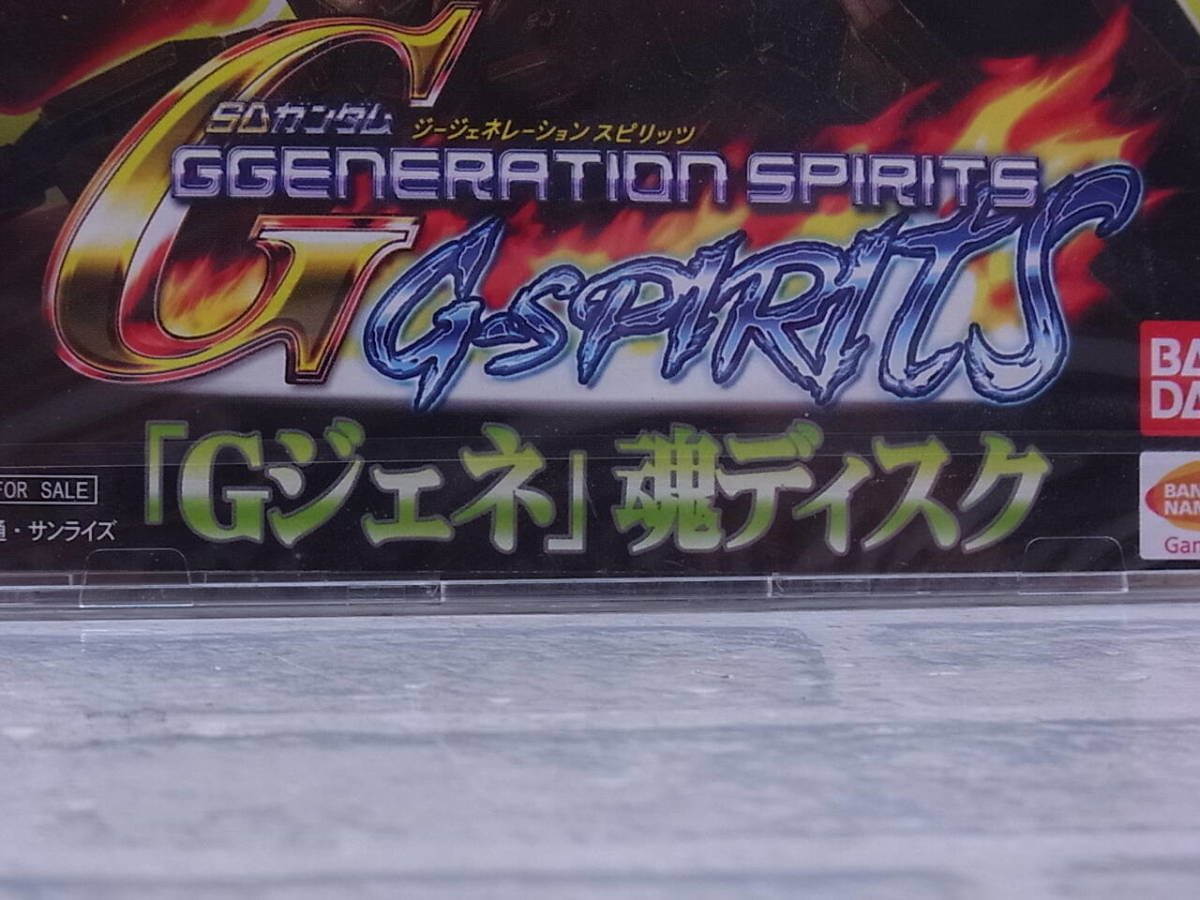 SDガンダム
ジージェネレーション スピリッツ
GGENERATION SPIRITS
G-SPIRITS
「Gジェネ」魂ディスク
FOR SALE
通・サンライズ
BA
DA
BAN
NAM
Gam